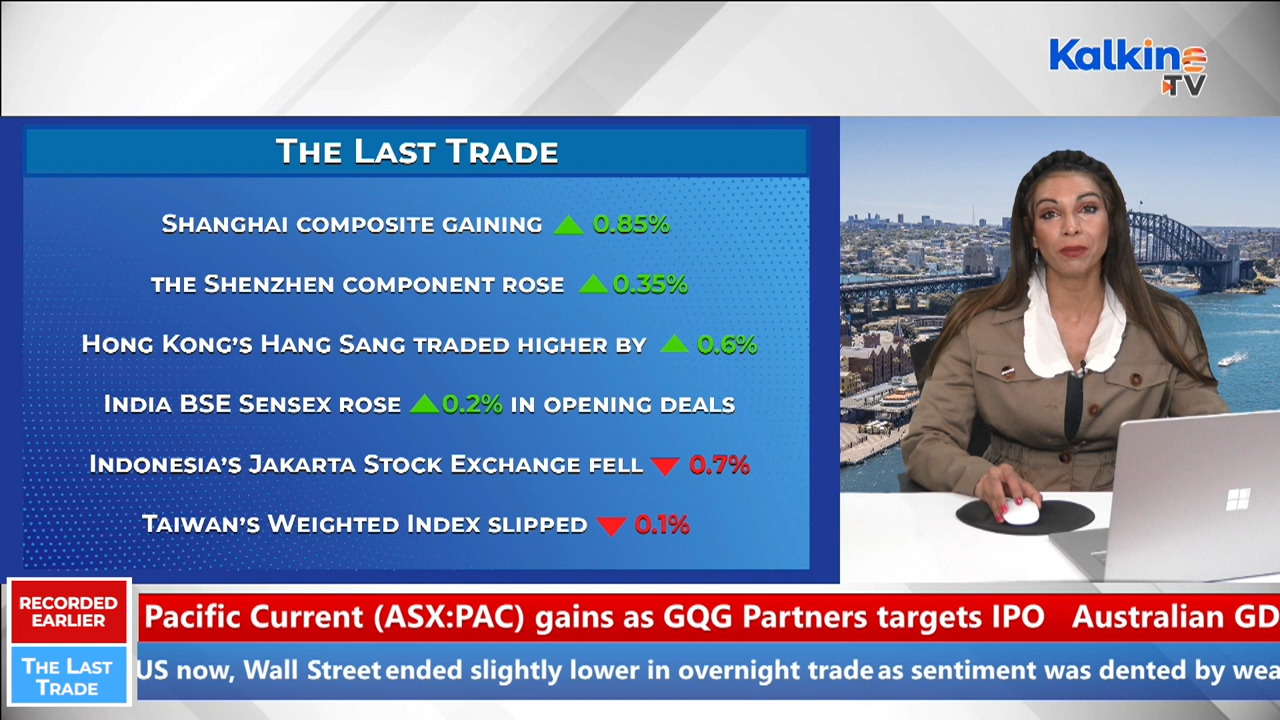 Kalkine
TV
THE LAST TRADE
SHANGHAI COMPOSITE GAINING 0.85%
THE SHENZHEN COMPONENT ROSE 0.35%
HONG KONG'S HANG SANG TRADED HIGHER BY 0.6%
INDIA BSE SENSEX ROSE 0.2% IN OPENING DEALS
INDONESIA'S JAKARTA STOCK EXCHANGE FELL 0.7%
TAIWAN'S WEIGHTED INDEX SLIPPED 0.1%
RECORDED
EARLIER
Pacific Current (ASX:PAC) gains as GQG Partners targets IPO Australian GD
THE LAST
TRADE
US now, Wall Street ended slightly lower in overnight trade as sentiment was dented by wea